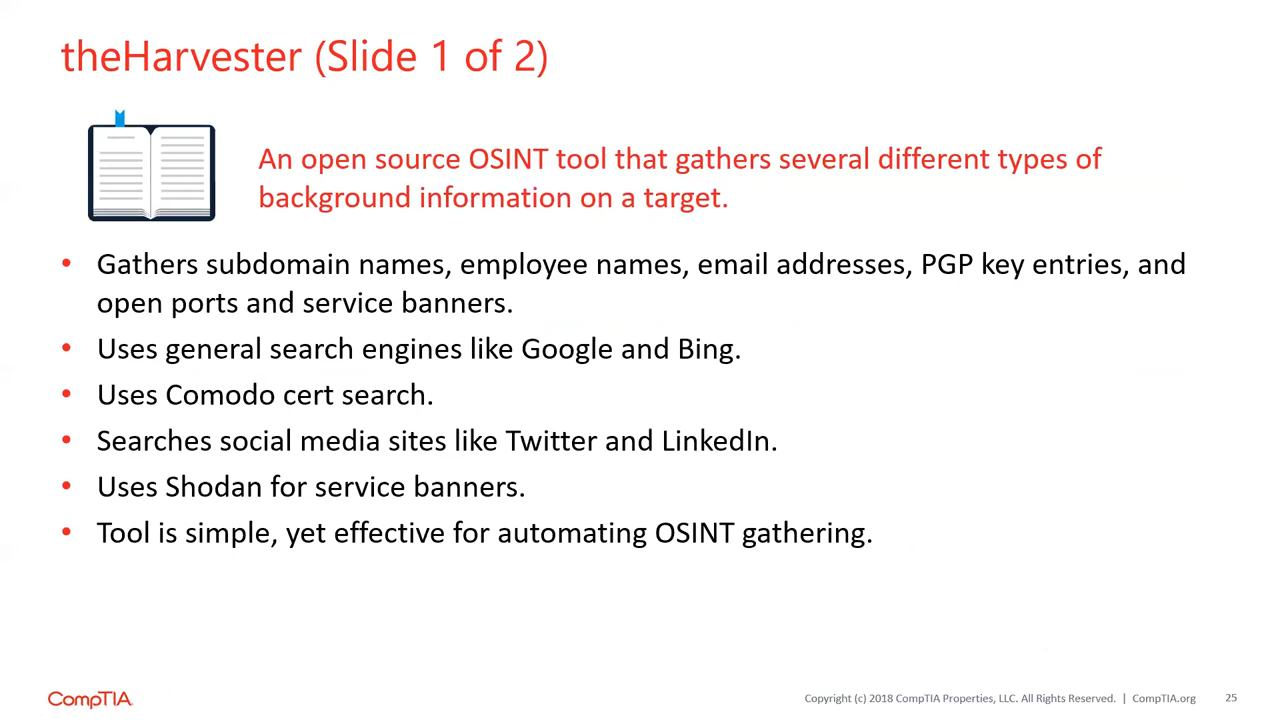 theHarvester (Slide 1 of 2)
An open source OSINT tool that gathers several different types of
background information on a target.
• Gathers subdomain names, employee names, email addresses, PGP key entries, and
open ports and service banners.
• Uses general search engines like Google and Bing.
• Uses Comodo cert search.
• Searches social media sites like Twitter and LinkedIn.
• Uses Shodan for service banners.
• Tool is simple, yet effective for automating OSINT gathering.
CompTIA.
Copyright (c) 2018 CompTIA Properties, LLC. All Rights Reserved. | CompTIA.org 25